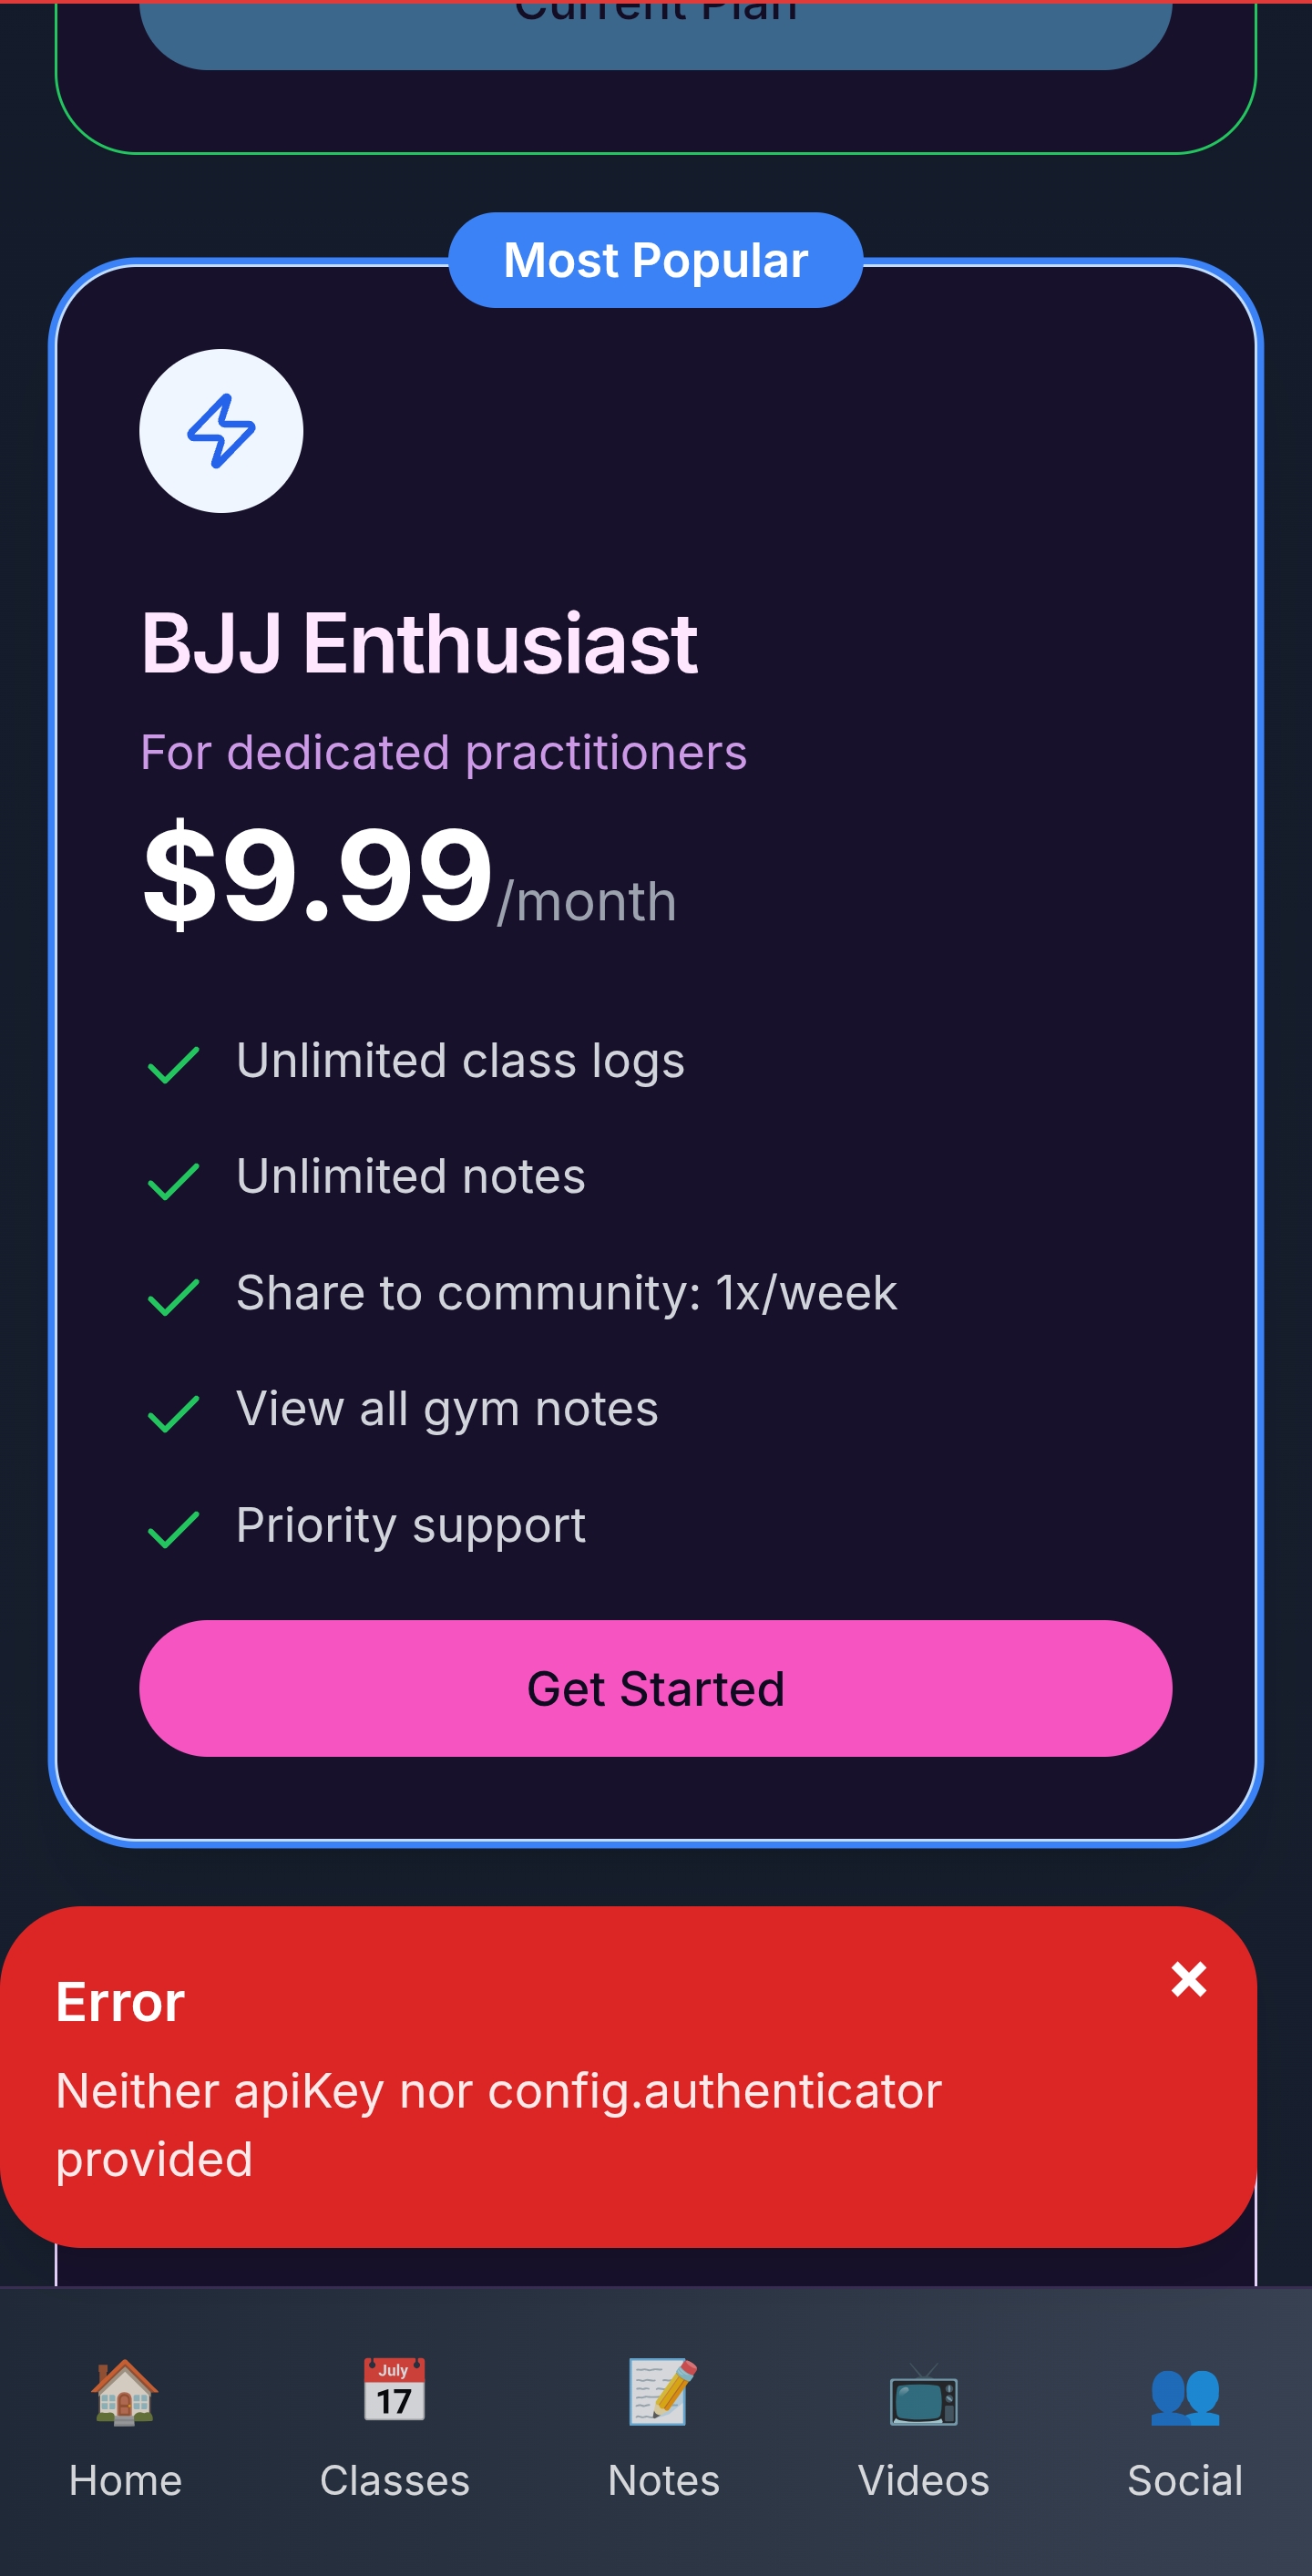 Current Plan
Most Popular
BJJ Enthusiast
For dedicated practitioners
$9.99/month
Unlimited class logs
Unlimited notes
Share to community: 1x/week
View all gym notes
Priority support
Get Started
Error
Neither apiKey nor config.authenticator
provided
July
17
Home
Classes
Notes
Videos
Social